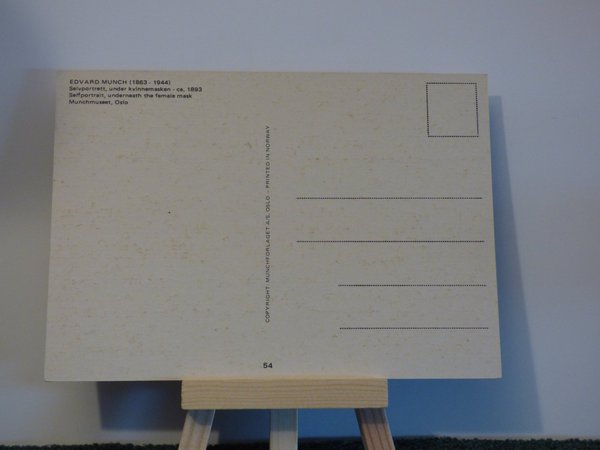 EDVARD MUNCH (1863 - 1944)
Selvportrett, under kvinnemasken - ca. 1893
Selfportrait, underneath the female mask
Munchmuseet, Oslo
COPYRIGHT: MUNCHFORLAGET A/S, OSLO — PRINTED IN NORWAY
54